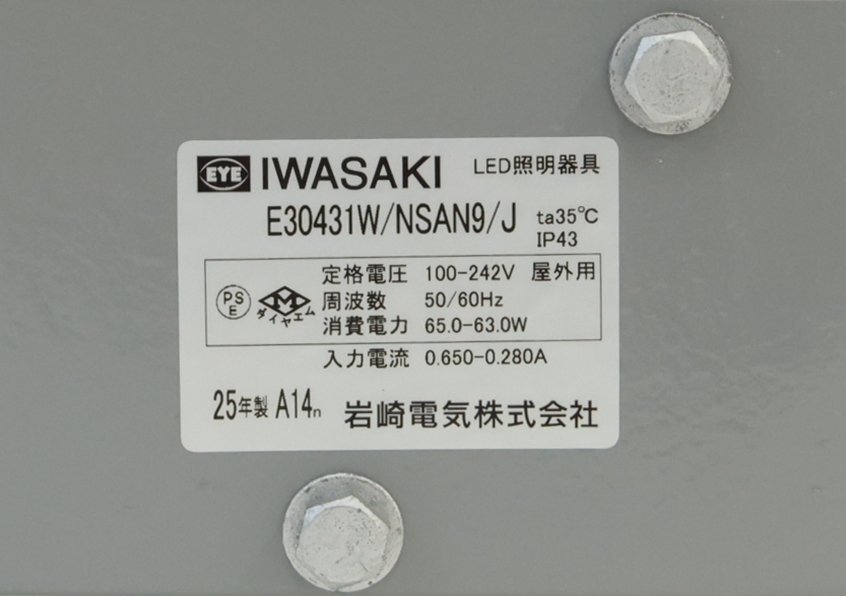 EYE IWASAKI LED照明器具
E30431W/NSAN9/J ta35℃
IP43
定格電圧 100-242V 屋外用
PS
E
M
ダイヤエム
周波数 50/60Hz
消費電力 65.0-63.0W
入力電流 0.650-0.280A
25年製 A14n 岩崎電気株式会社